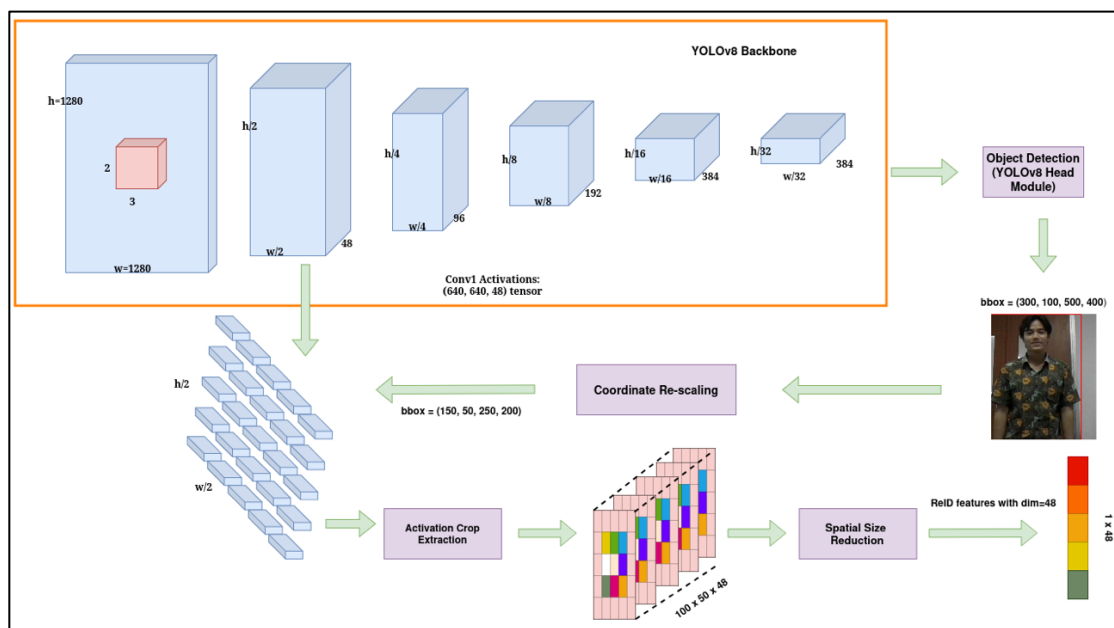 YOLOv8 Backbone
h=1280
2
3
w=1280
h/2
w/2
48
h/4
w/4
96
h/8
w/8
192
h/16
w/16
384
h/32
w/32
384
Conv1 Activations:
(640, 640, 48) tensor
Object Detection
(YOLOv8 Head
Module)
bbox = (300, 100, 500, 400)
Coordinate Re-scaling
bbox = (150, 50, 250, 200)
h/2
w/2
Activation Crop
Extraction
100 x 50 x 48
Spatial Size
Reduction
ReID features with dim=48
1 x 48